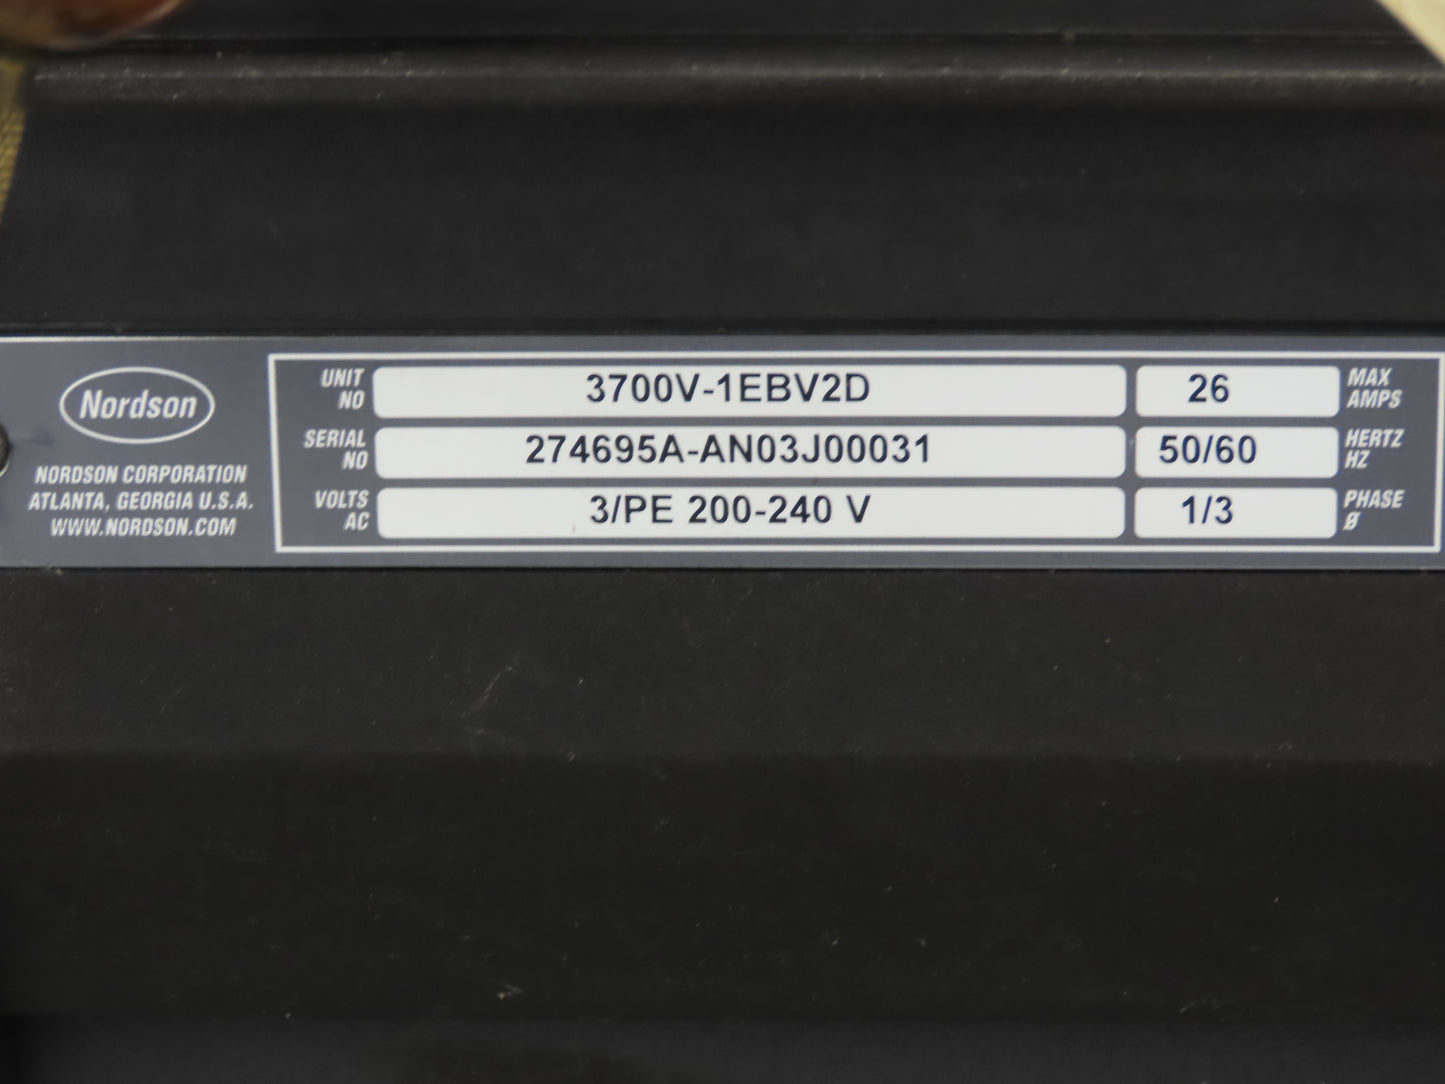 Nordson
NORDSON CORPORATION
ATLANTA, GEORGIA U.S.A.
WWW.NORDSON.COM
UNIT NO 3700V-1EBV2D 26 MAX AMPS
SERIAL NO 274695A-AN03J00031 50/60 HERTZ HZ
VOLTS AC 3/PE 200-240 V 1/3 PHASE Ø